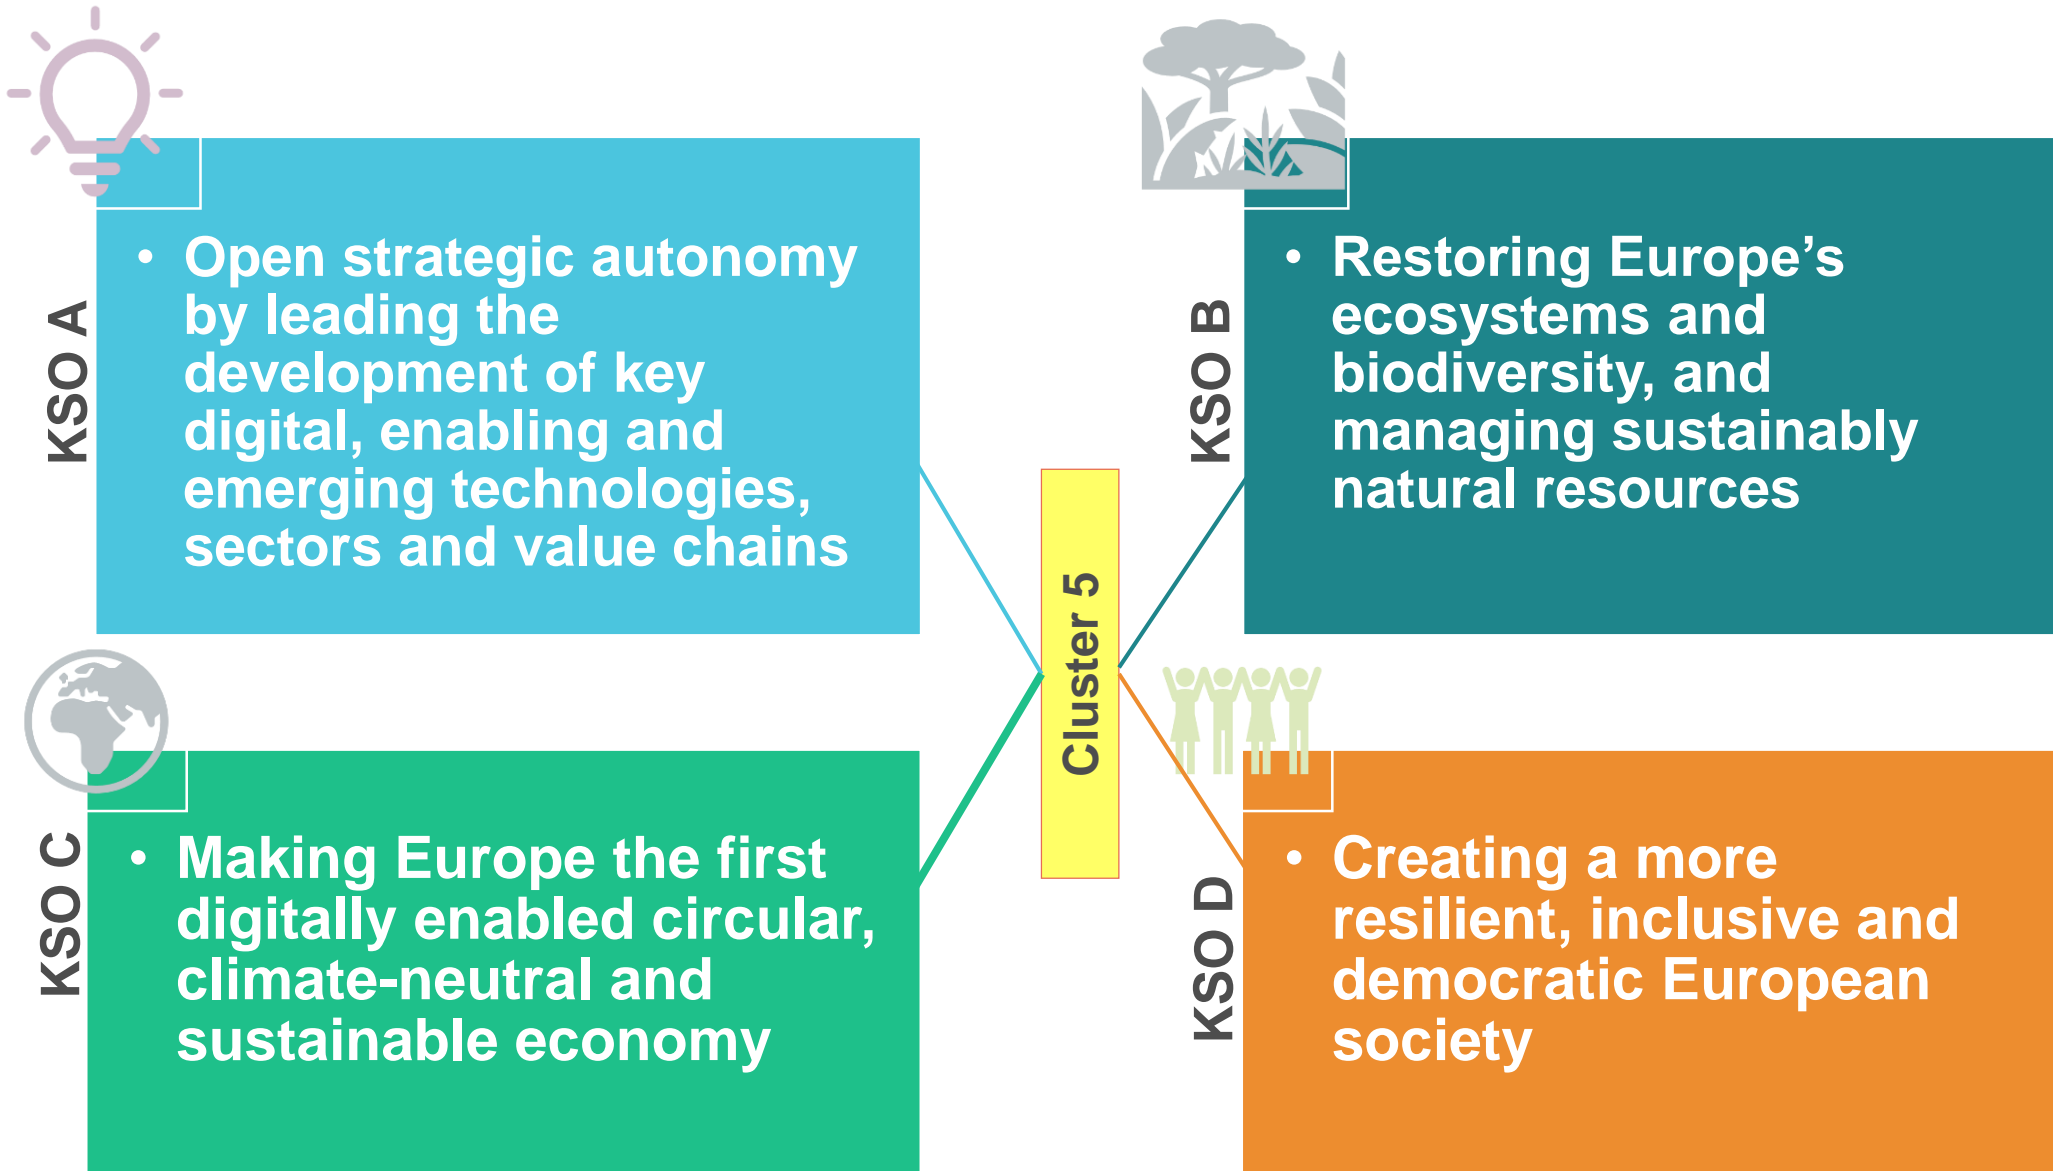 KSO A
• Open strategic autonomy
by leading the
development of key
digital, enabling and
emerging technologies,
sectors and value chains
KSO B
• Restoring Europe’s
ecosystems and
biodiversity, and
managing sustainably
natural resources
Cluster 5
KSO C
• Making Europe the first
digitally enabled circular,
climate-neutral and
sustainable economy
KSO D
• Creating a more
resilient, inclusive and
democratic European
society